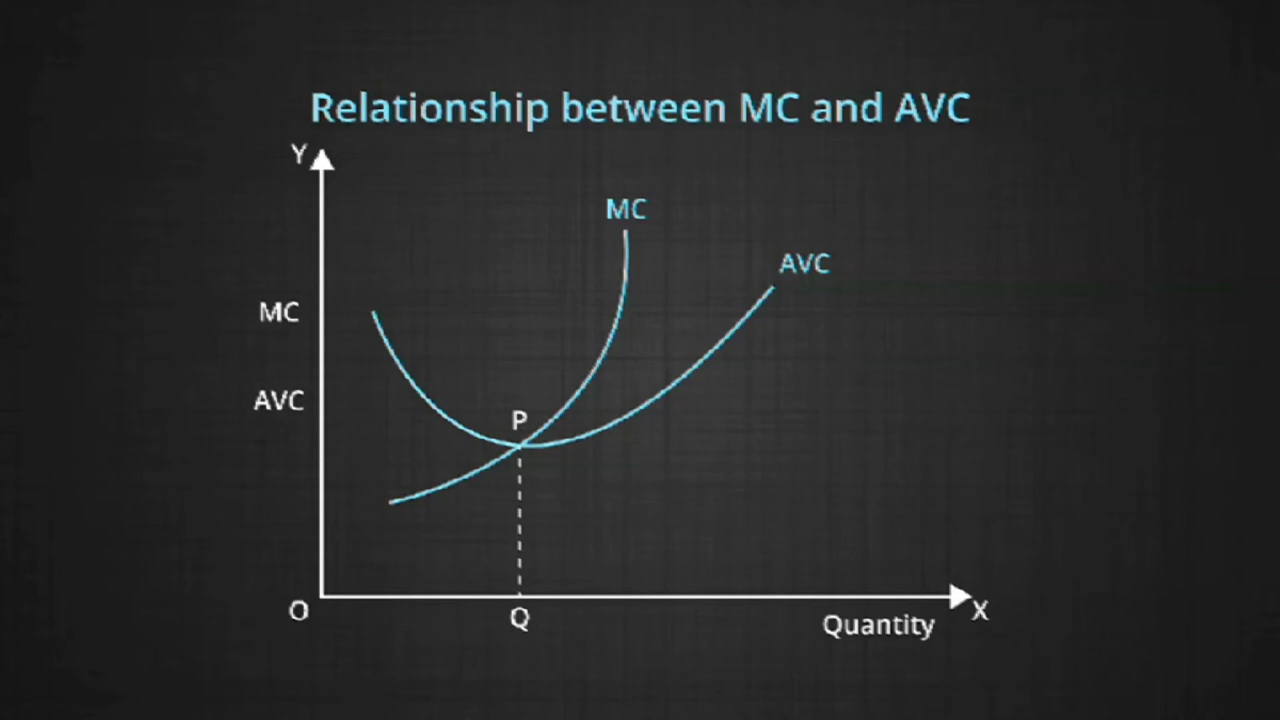 Relationship between MC and AVC
Y
MC
AVC
MC
AVC
P
O
Q
Quantity
X